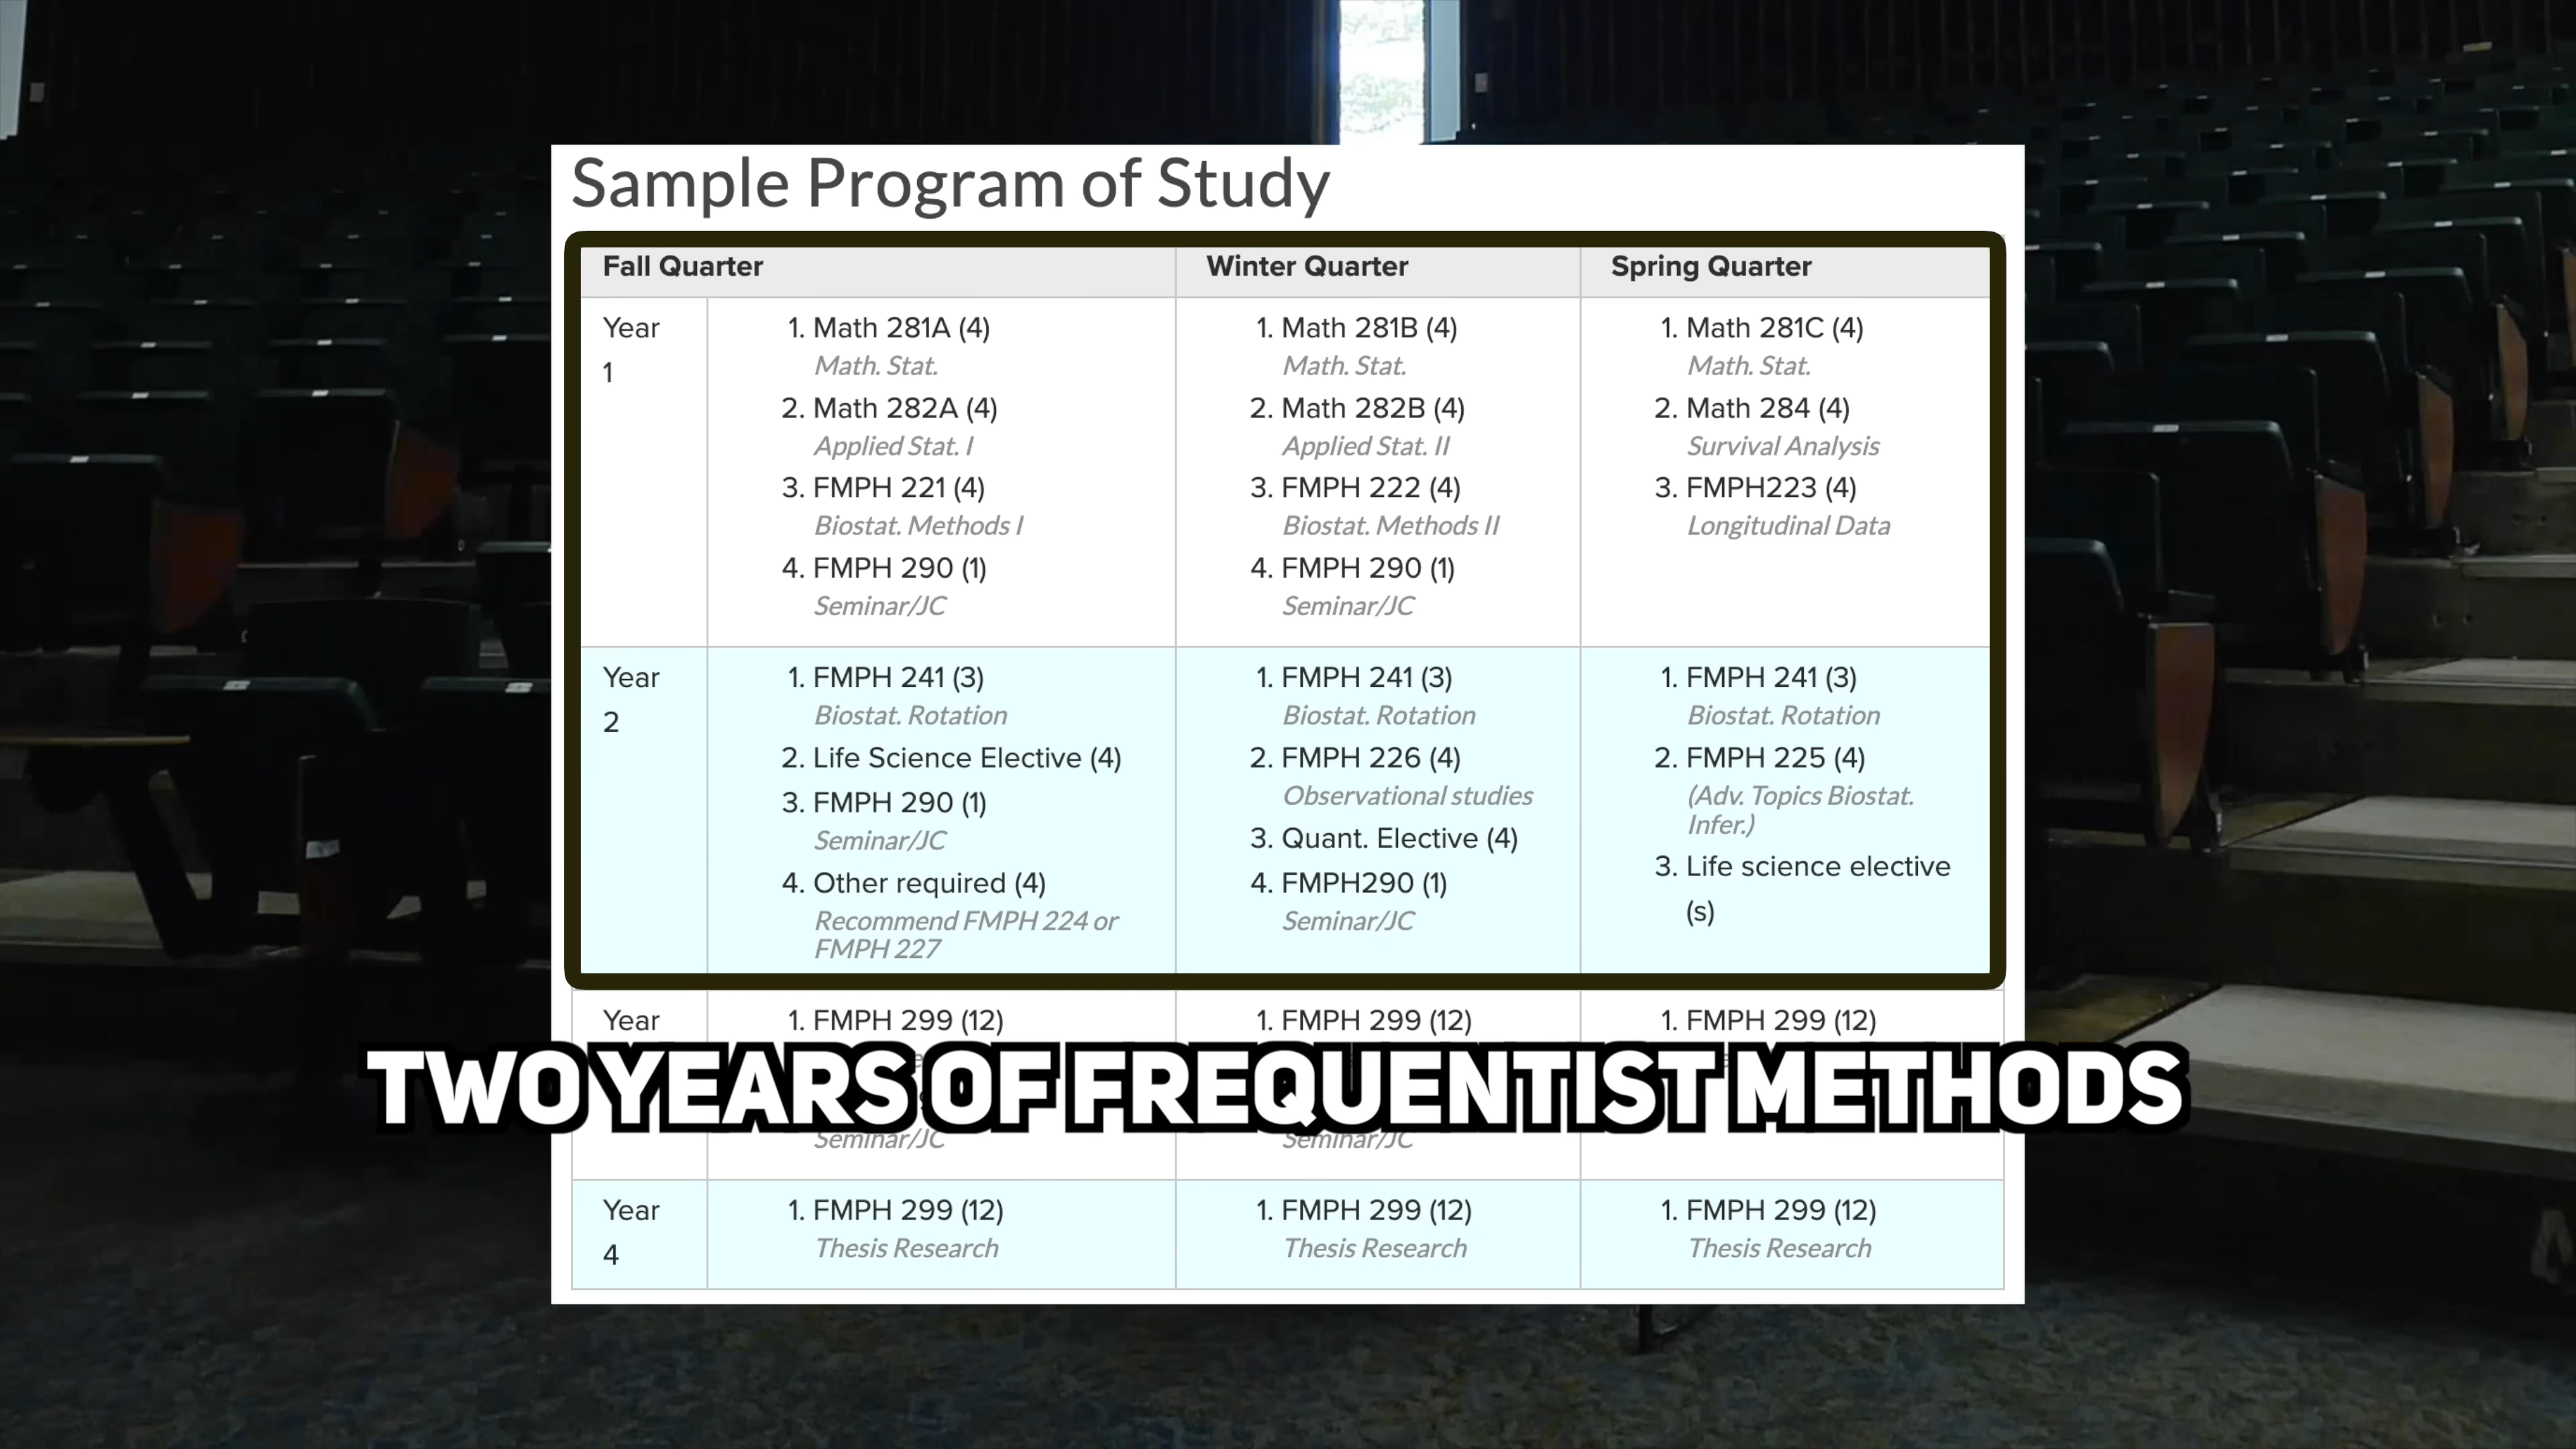 Sample Program of Study
Fall Quarter
Winter Quarter
Spring Quarter
Year
1
1. Math 281A (4)
Math. Stat.
2. Math 282A (4)
Applied Stat. I
3. FMPH 221 (4)
Biostat. Methods I
4. FMPH 290 (1)
Seminar/JC
1. Math 281B (4)
Math. Stat.
2. Math 282B (4)
Applied Stat. II
3. FMPH 222 (4)
Biostat. Methods II
4. FMPH 290 (1)
Seminar/JC
1. Math 281C (4)
Math. Stat.
2. Math 284 (4)
Survival Analysis
3. FMPH223 (4)
Longitudinal Data
Year
2
1. FMPH 241 (3)
Biostat. Rotation
2. Life Science Elective (4)
3. FMPH 290 (1)
Seminar/JC
4. Other required (4)
Recommend FMPH 224 or
FMPH 227
1. FMPH 241 (3)
Biostat. Rotation
2. FMPH 226 (4)
Observational studies
3. Quant. Elective (4)
4. FMPH290 (1)
Seminar/JC
1. FMPH 241 (3)
Biostat. Rotation
2. FMPH 225 (4)
(Adv. Topics Biostat.
Infer.)
3. Life science elective
(s)
Year
1. FMPH 299 (12)
Seminar/JC
1. FMPH 299 (12)
Seminar/JC
1. FMPH 299 (12)
TWO YEARS OF FREQUENTIST METHODS
Year
4
1. FMPH 299 (12)
Thesis Research
1. FMPH 299 (12)
Thesis Research
1. FMPH 299 (12)
Thesis Research